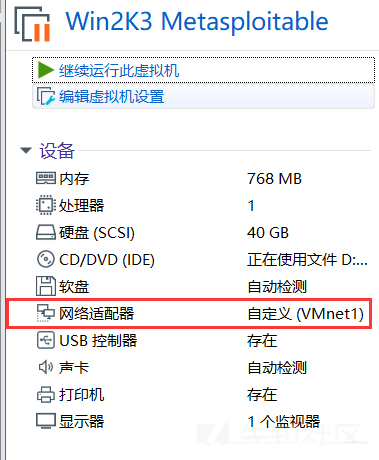 Win2K3 Metasploitable
继续运行此虚拟机
编辑虚拟机设置
设备
内存 768 MB
处理器 1
硬盘 (SCSI) 40 GB
CD/DVD (IDE) 正在使用文件 D:...
软盘 自动检测
网络适配器 自定义 (VMnet1)
USB 控制器 存在
声卡 自动检测
打印机 存在
显示器 1 个监视器
先知社区